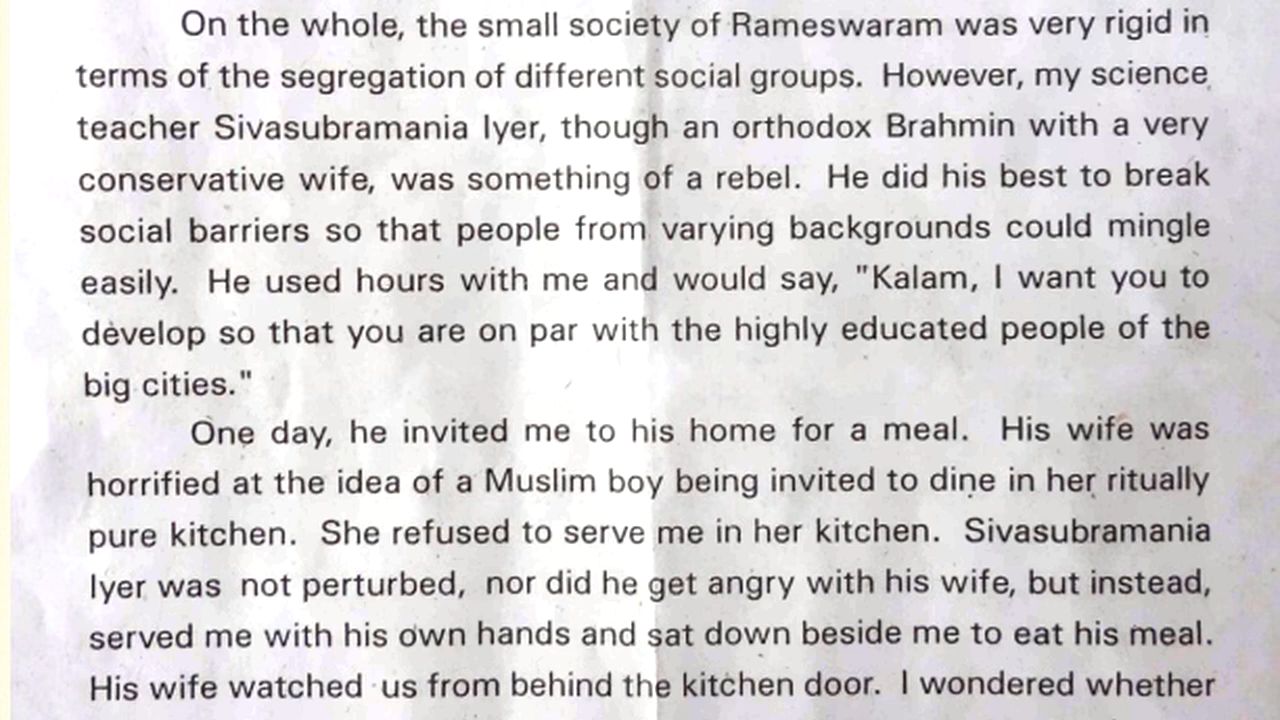 On the whole, the small society of Rameswaram was very rigid in
terms of the segregation of different social groups. However, my science
teacher Sivasubramania Iyer, though an orthodox Brahmin with a very
conservative wife, was something of a rebel. He did his best to break
social barriers so that people from varying backgrounds could mingle
easily. He used hours with me and would say, "Kalam, I want you to
develop so that you are on par with the highly educated people of the
big cities."
One day, he invited me to his home for a meal. His wife was
horrified at the idea of a Muslim boy being invited to dine in her ritually
pure kitchen. She refused to serve me in her kitchen. Sivasubramania
Iyer was not perturbed, nor did he get angry with his wife, but instead,
served me with his own hands and sat down beside me to eat his meal.
His wife watched us from behind the kitchen door. I wondered whether